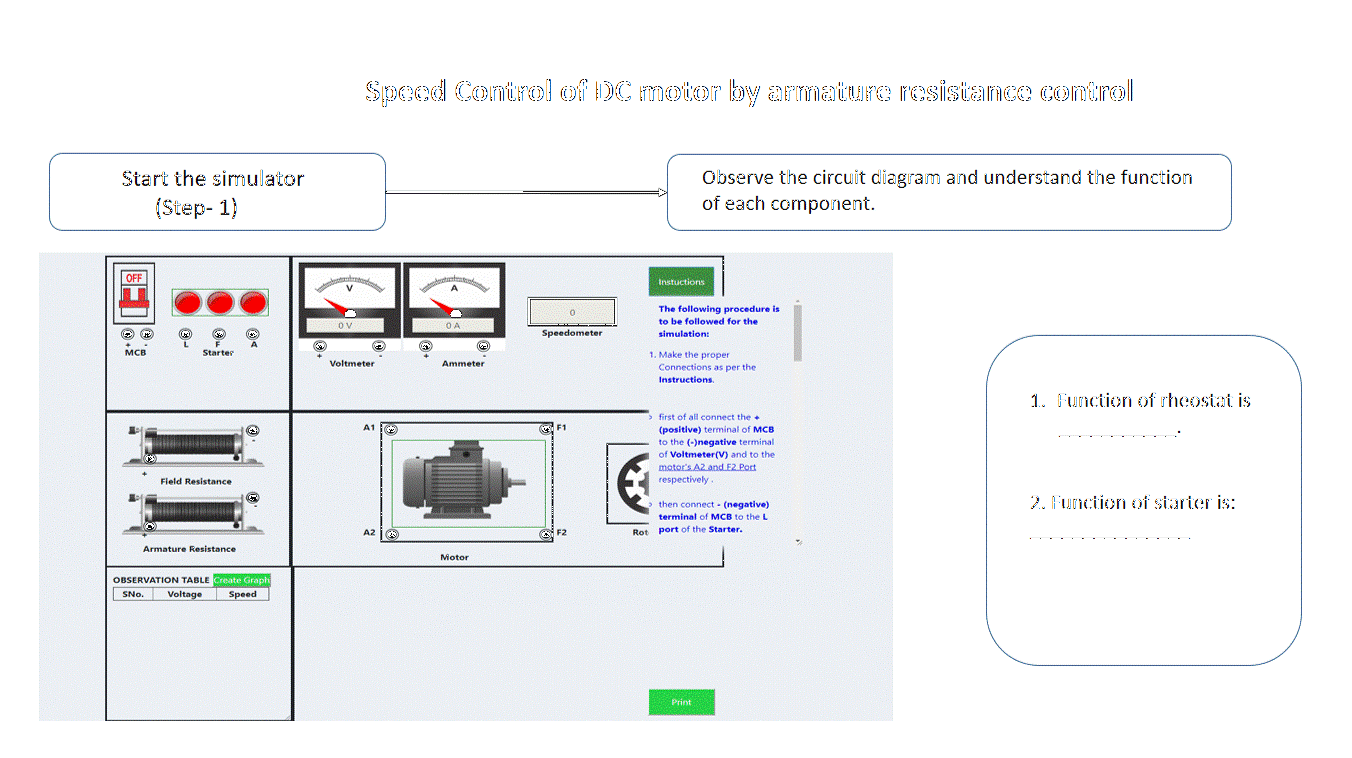 Speed Control of DC motor by armature resistance control
Start the simulator
(Step- 1)
Observe the circuit diagram and understand the function
of each component.
OFF
+ -
MCB
L F A
Starter
V
0 V
+ -
Voltmeter
A
0 A
+ -
Ammeter
0
Speedometer
Instuctions
The following procedure is
to be followed for the
simulation:
1. Make the proper
Connections as per the
Instructions.
first of all connect the +
(positive) terminal of MCB
to the (-)negative terminal
of Voltmeter(V) and to the
motor's A2 and F2 Port
respectively .
then connect - (negative)
terminal of MCB to the L
port of the Starter.
-
+
Field Resistance
-
+
Armature Resistance
A1 F1
A2 F2
Motor
OBSERVATION TABLE Create Graph
SNo. Voltage Speed
Print
1. Function of rheostat is
............
2. Function of starter is:
................